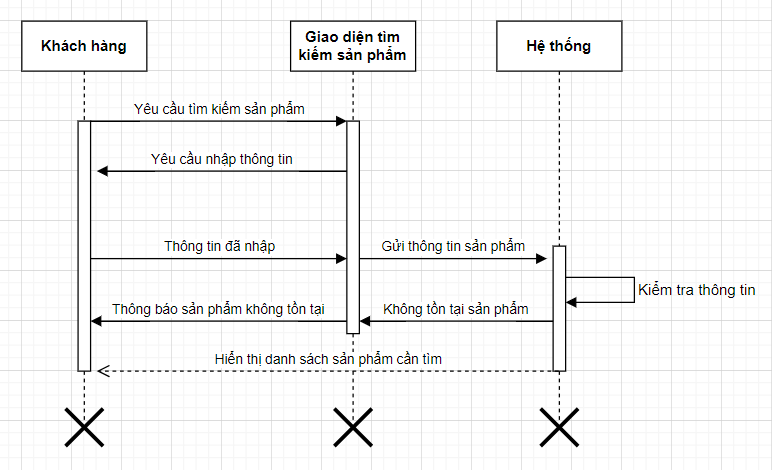 Khách hàng
Giao diện tìm
kiếm sản phẩm
Hệ thống
Yêu cầu tìm kiếm sản phẩm
Yêu cầu nhập thông tin
Thông tin đã nhập
Gửi thông tin sản phẩm
Kiểm tra thông tin
Thông báo sản phẩm không tồn tại
Không tồn tại sản phẩm
Hiển thị danh sách sản phẩm cần tìm